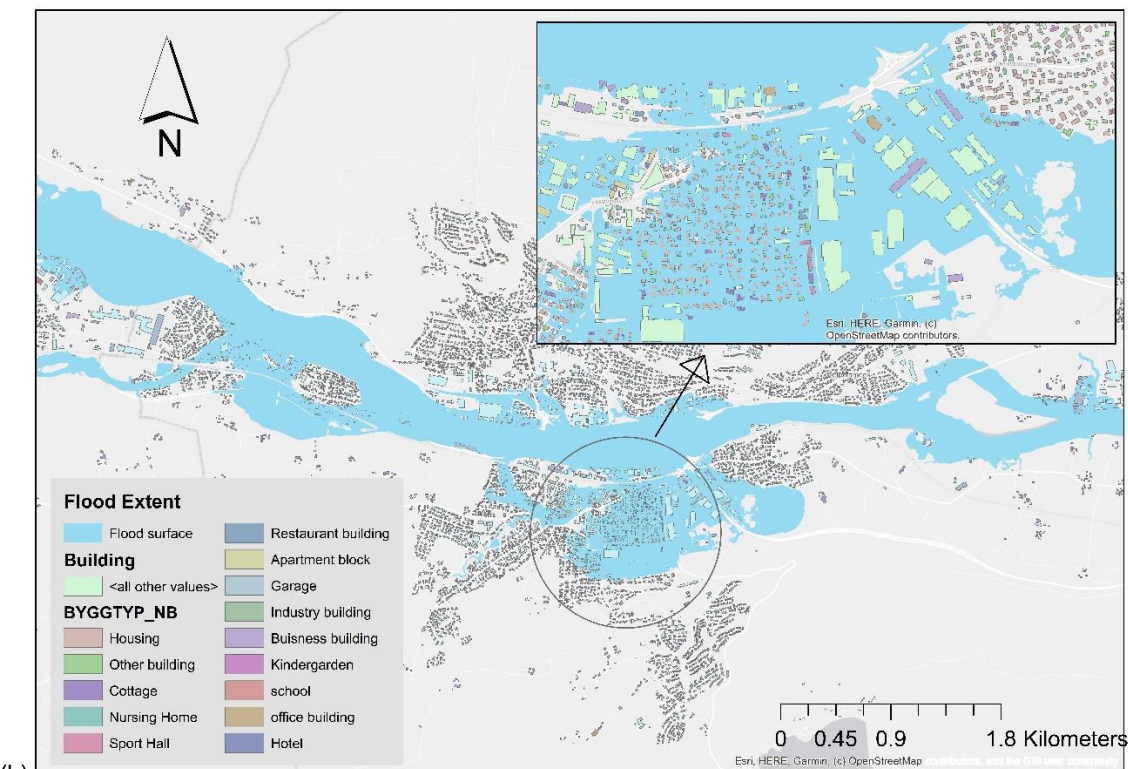 N
Esri, HERE, Garmin, (c)
OpenStreetMap contributors,
Flood Extent
Flood surface
Building
<all other values>
BYGGTYP_NB
Housing
Other building
Cottage
Nursing Home
Sport Hall
Restaurant building
Apartment block
Garage
Industry building
Buisness building
Kindergarden
school
office building
Hotel
0 0.45 0.9 1.8 Kilometers
Esri, HERE, Garmin, (c) OpenStreetMap contributors, and the GIS user community